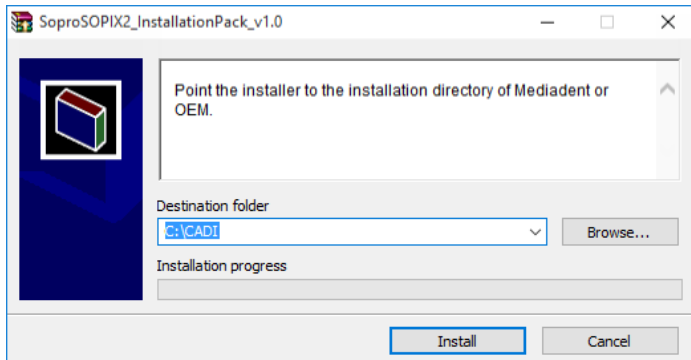 SoproSOPIX2_InstallationPack_v1.0
Point the installer to the installation directory of Mediadent or
OEM.
Destination folder
C:\CADI
Browse...
Installation progress
Install
Cancel